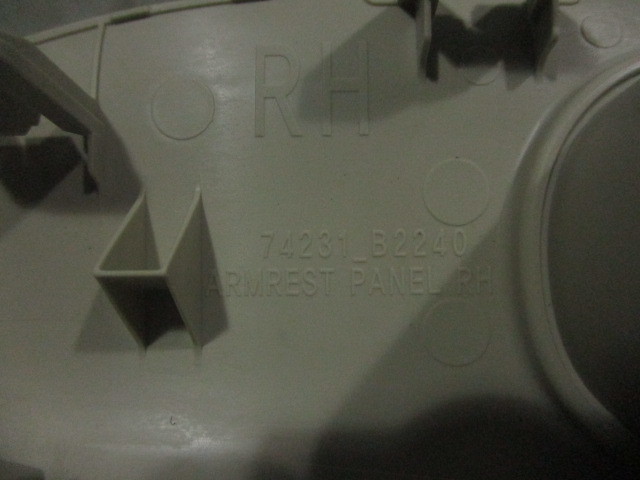 RH
74231_B2240
ARMREST PANEL,RH